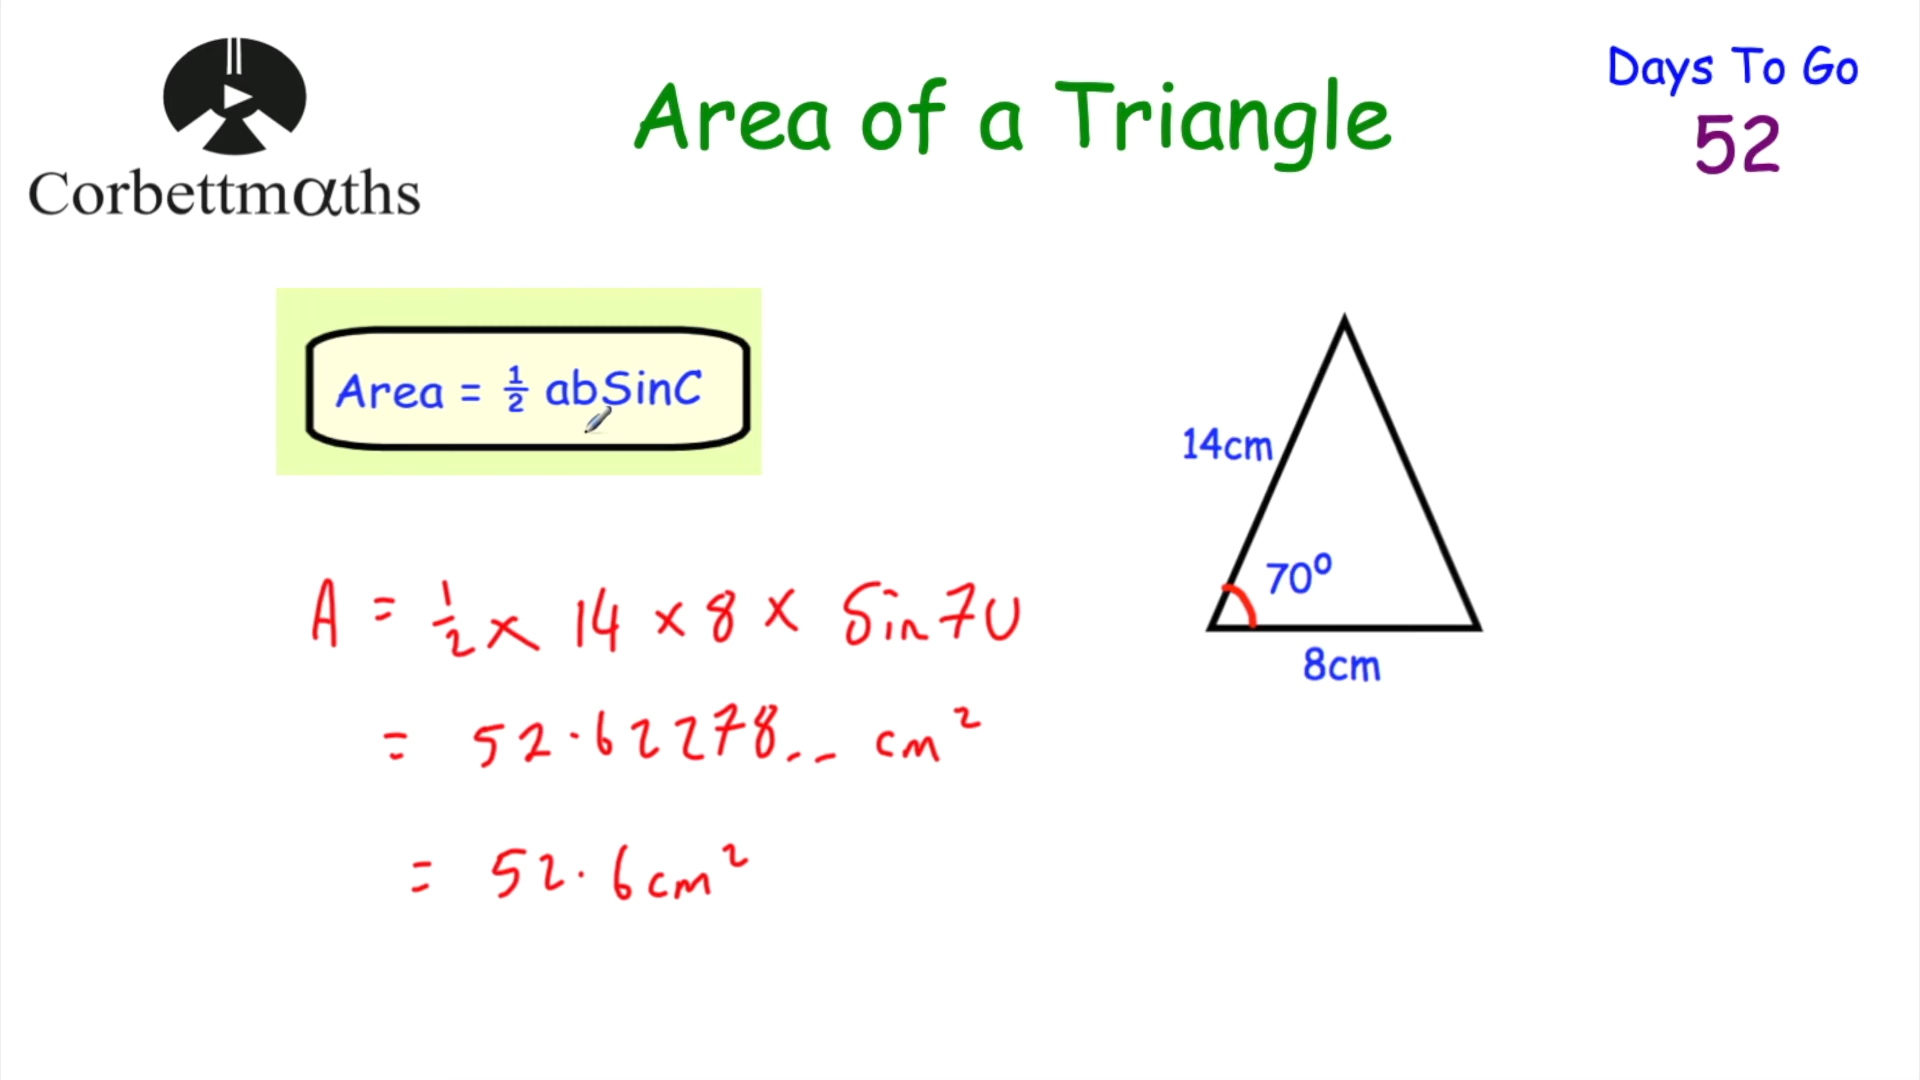 Corbettmαths
Area of a Triangle
Days To Go
52
Area = ½ abSinC
14cm
70⁰
8cm
A = ½ × 14 × 8 × Sin70
= 52.62278.. cm²
= 52.6cm²